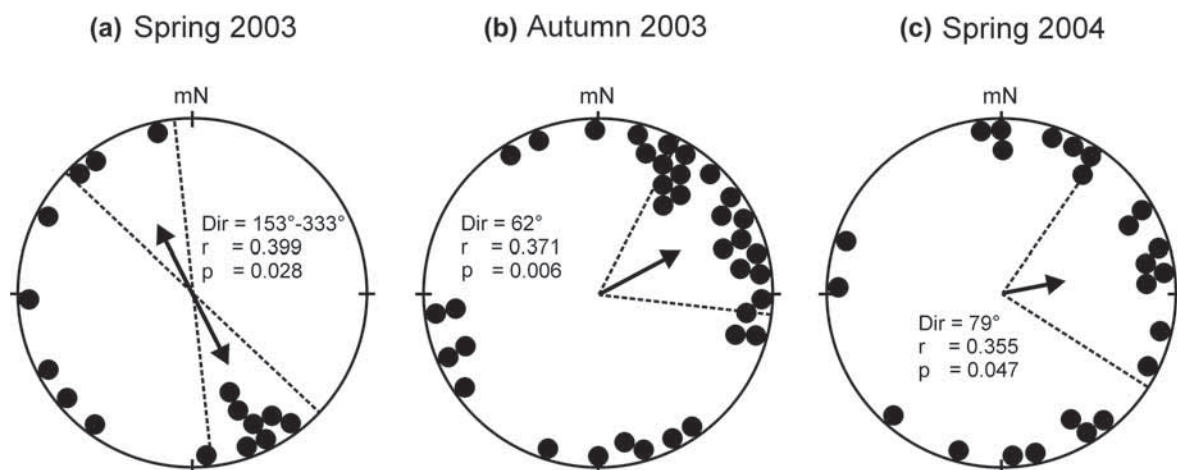 (a) Spring 2003
mN
Dir = 153°-333°
r = 0.399
p = 0.028
(b) Autumn 2003
mN
Dir = 62°
r = 0.371
p = 0.006
(c) Spring 2004
mN
Dir = 79°
r = 0.355
p = 0.047